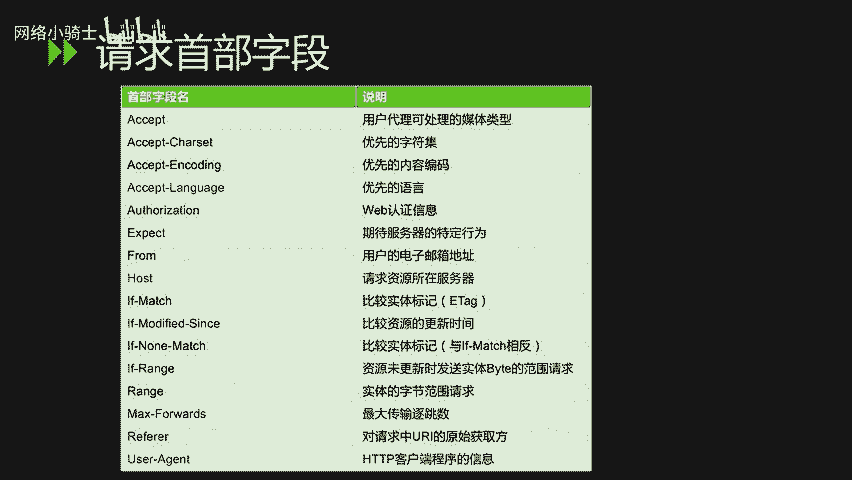 网络小骑士
请求首部字段
首部字段名 说明
Accept 用户代理可处理的媒体类型
Accept-Charset 优先的字符集
Accept-Encoding 优先的内容编码
Accept-Language 优先的语言
Authorization Web认证信息
Expect 期待服务器的特定行为
From 用户的电子邮箱地址
Host 请求资源所在服务器
If-Match 比较实体标记（ETag）
If-Modified-Since 比较资源的更新时间
If-None-Match 比较实体标记（与If-Match相反）
If-Range 资源未更新时发送实体Byte的范围请求
Range 实体的字节范围请求
Max-Forwards 最大传输逐跳数
Referer 对请求中URI的原始获取方
User-Agent HTTP客户端程序的信息